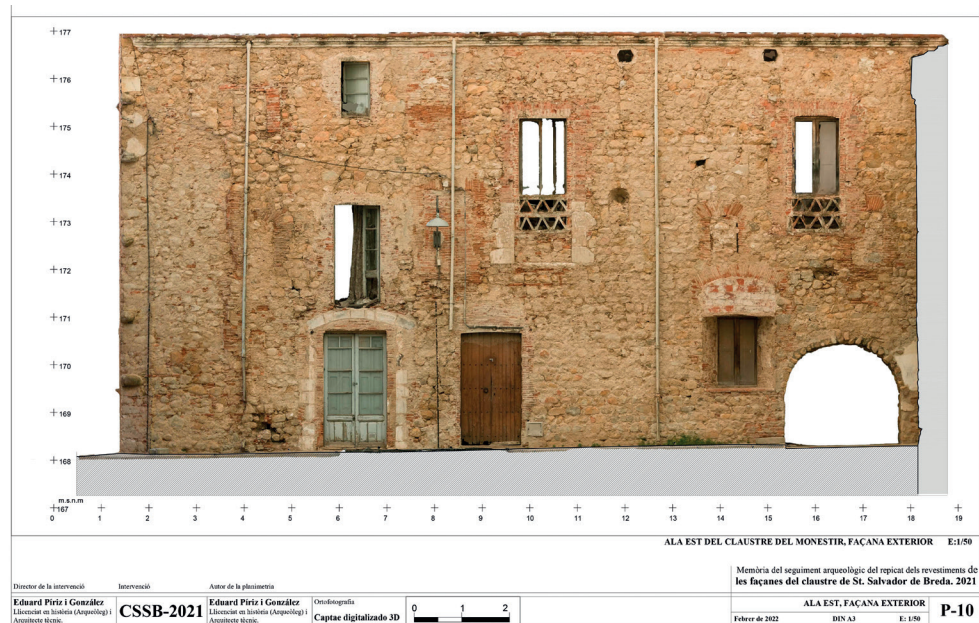 177
176
175
174
173
172
171
170
169
168
m.s.n.m
167
0 1 2 3 4 5 6 7 8 9 10 11 12 13 14 15 16 17 18 19
ALA EST DEL CLAUSTRE DEL MONESTIR, FAÇANA EXTERIOR E:1/50
Memòria del seguiment arqueològic del repicat dels revestiments de
les façanes del claustre de St. Salvador de Breda. 2021
Director de la intervenció Intervenció Autor de la planimetria
Eduard Píriz i González
Llicenciat en història (Arqueòleg) i
Arquitecte tècnic.
CSSB-2021
Eduard Píriz i González
Llicenciat en història (Arqueòleg) i
Arquitecte tècnic.
Ortofotografia
Captae digitalizado 3D
0 1 2
ALA EST, FAÇANA EXTERIOR
Febrer de 2022 DIN A3 E: 1/50
P-10